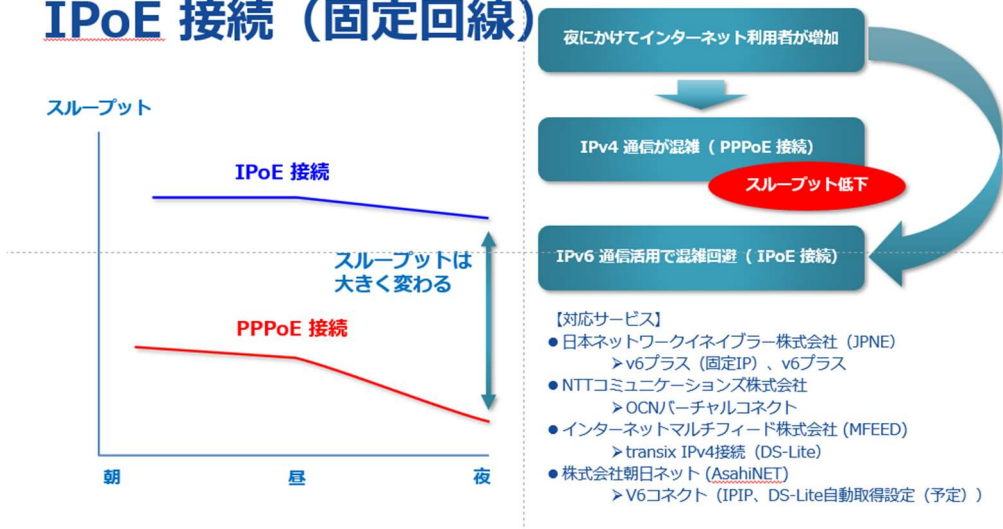 IPoE 接続（固定回線）
スループット
IPoE 接続
スループットは
大きく変わる
PPPoE 接続
朝
昼
夜
夜にかけてインターネット利用者が増加
IPv4 通信が混雑（ PPPoE 接続）
スループット低下
IPv6 通信活用で混雑回避（ IPoE 接続）
【対応サービス】
●日本ネットワークイネイブラー株式会社（JPNE）
➢v6プラス（固定IP）、v6プラス
●NTTコミュニケーションズ株式会社
➢OCNバーチャルコネクト
●インターネットマルチフィード株式会社 (MFEED)
➢transix IPv4接続（DS-Lite）
●株式会社朝日ネット (AsahiNET)
➢V6コネクト（IPIP、DS-Lite自動取得設定（予定））